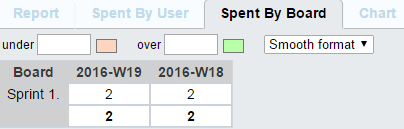 Report Spent By User Spent By Board Chart
under over Smooth format
Board 2016-W19 2016-W18
Sprint 1. 2 2
2 2